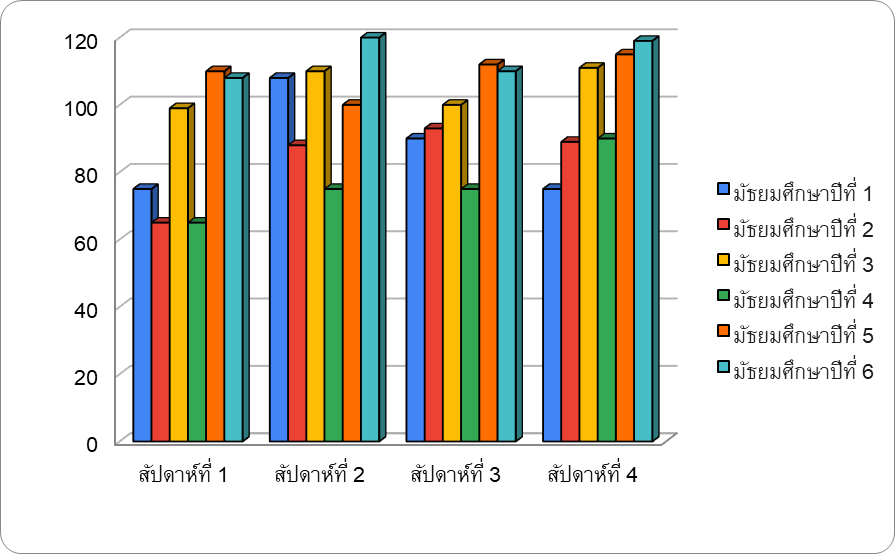 120
100
80
60
40
20
0
สัปดาห์ที่ 1
สัปดาห์ที่ 2
สัปดาห์ที่ 3
สัปดาห์ที่ 4
มัธยมศึกษาปีที่ 1
มัธยมศึกษาปีที่ 2
มัธยมศึกษาปีที่ 3
มัธยมศึกษาปีที่ 4
มัธยมศึกษาปีที่ 5
มัธยมศึกษาปีที่ 6